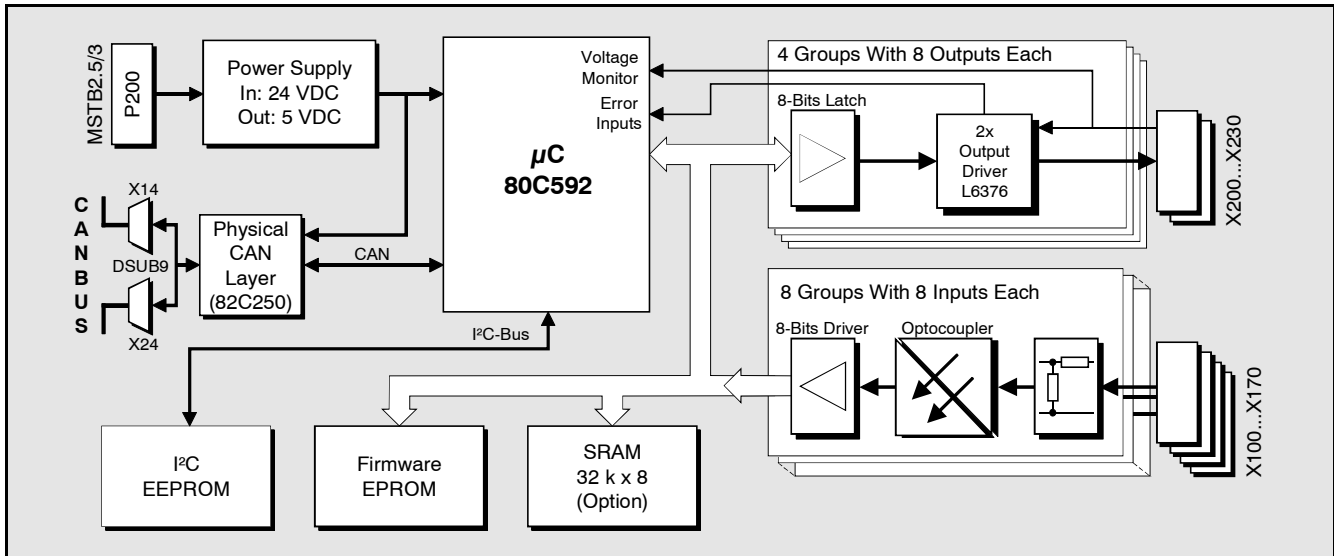 MSTB2.5/3
P200
Power Supply
In: 24 VDC
Out: 5 VDC
Voltage
Monitor
Error
Inputs
µC
80C592
4 Groups With 8 Outputs Each
8-Bits Latch
2x
Output
Driver
L6376
X200...X230
CANBUS
X14
DSUB9
X24
Physical
CAN
Layer
(82C250)
CAN
I²C-Bus
8 Groups With 8 Inputs Each
8-Bits Driver
Optocoupler
X100...X170
I²C
EEPROM
Firmware
EPROM
SRAM
32 k x 8
(Option)